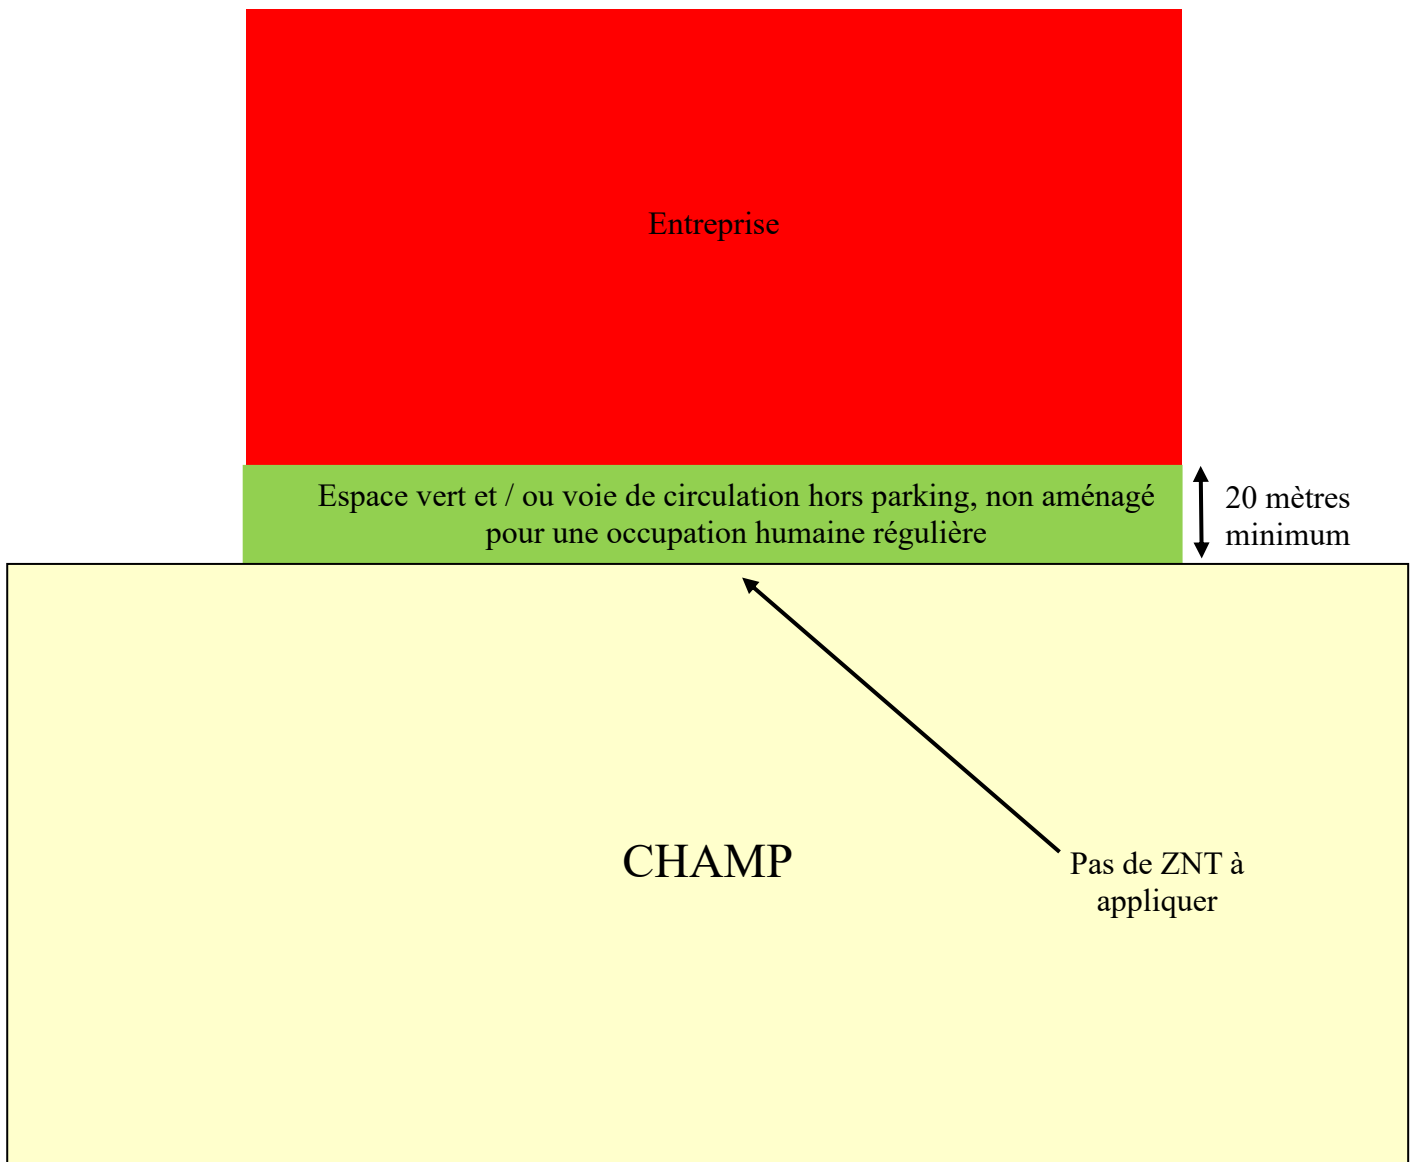 Entreprise
Espace vert et / ou voie de circulation hors parking, non aménagé
pour une occupation humaine régulière
20 mètres
minimum
CHAMP
Pas de ZNT à
appliquer